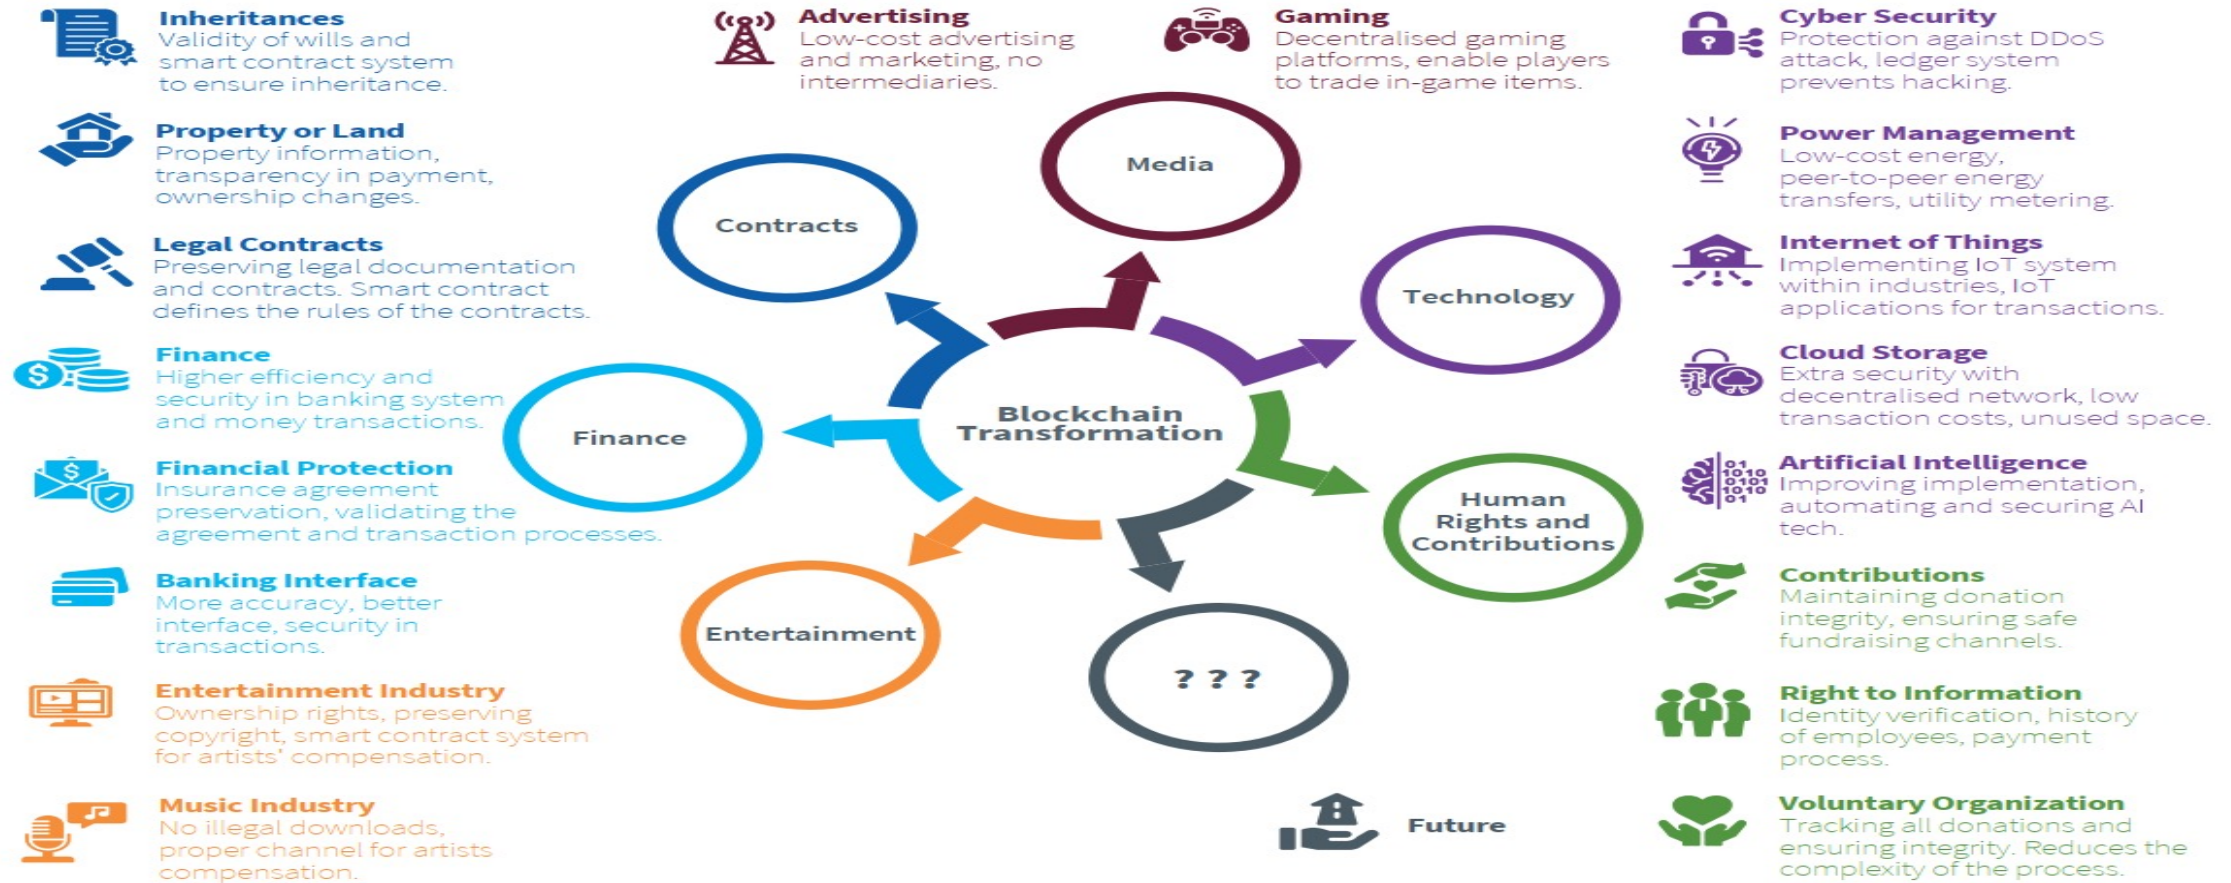 Inheritances
Validity of wills and
smart contract system
to ensure inheritance.
Property or Land
Property information,
transparency in payment,
ownership changes.
Legal Contracts
Preserving legal documentation
and contracts. Smart contract
defines the rules of the contracts.
Finance
Higher efficiency and
security in banking system
and money transactions.
Financial Protection
Insurance agreement
preservation, validating the
agreement and transaction processes.
Banking Interface
More accuracy, better
interface, security in
transactions.
Entertainment Industry
Ownership rights, preserving
copyright, smart contract system
for artists' compensation.
Music Industry
No illegal downloads,
proper channel for artists
compensation.
Advertising
Low-cost advertising
and marketing, no
intermediaries.
Gaming
Decentralised gaming
platforms, enable players
to trade in-game items.
Media
Contracts
Technology
Blockchain
Transformation
Finance
Human
Rights and
Contributions
Entertainment
? ? ?
Future
Cyber Security
Protection against DDoS
attack, ledger system
prevents hacking.
Power Management
Low-cost energy,
peer-to-peer energy
transfers, utility metering.
Internet of Things
Implementing IoT system
within industries, IoT
applications for transactions.
Cloud Storage
Extra security with
decentralised network, low
transaction costs, unused space.
Artificial Intelligence
Improving implementation,
automating and securing AI
tech.
Contributions
Maintaining donation
integrity, ensuring safe
fundraising channels.
Right to Information
Identity verification, history
of employees, payment
process.
Voluntary Organization
Tracking all donations and
ensuring integrity. Reduces the
complexity of the process.